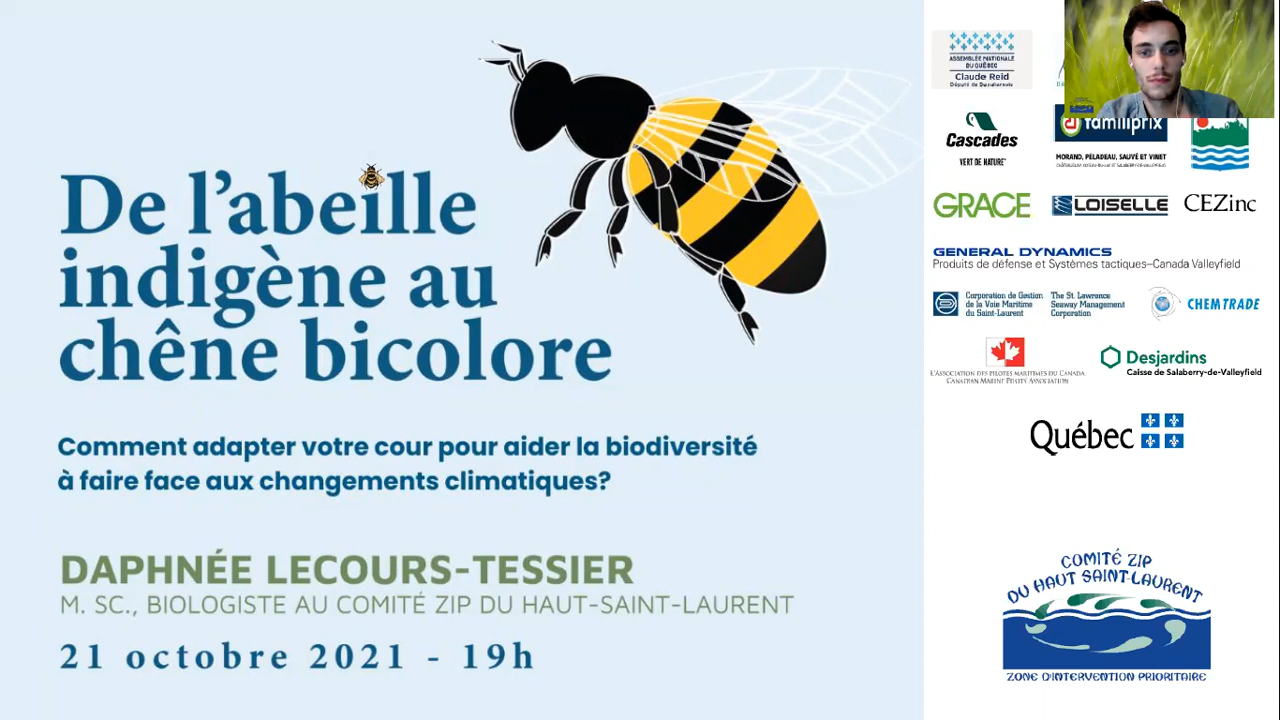 De l'abeille
indigène au
chêne bicolore
Comment adapter votre cour pour aider la biodiversité
à faire face aux changements climatiques?
DAPHNÉE LECOURS-TESSIER
M. SC., BIOLOGISTE AU COMITÉ ZIP DU HAUT-SAINT-LAURENT
21 octobre 2021 - 19h
ASSEMBLÉE NATIONALE
DU QUÉBEC
Claude Reid
Député de Beauharnois
Cascades
VERT DE NATURE
familiprix
MORAND, PÉLADEAU, SAUVÉ ET VINET
GRACE
LOISELLE
CEZinc
GENERAL DYNAMICS
Produits de défense et Systèmes tactiques–Canada Valleyfield
Corporation de Gestion
de la Voie Maritime
du Saint-Laurent
The St. Lawrence
Seaway Management
Corporation
CHEMTRADE
L'ASSOCIATION DES PILOTES MARITIMES DU CANADA
CANADIAN MARINE PILOTS' ASSOCIATION
Desjardins
Caisse de Salaberry-de-Valleyfield
Québec
COMITÉ ZIP
DU HAUT SAINT-LAURENT
ZONE D'INTERVENTION PRIORITAIRE